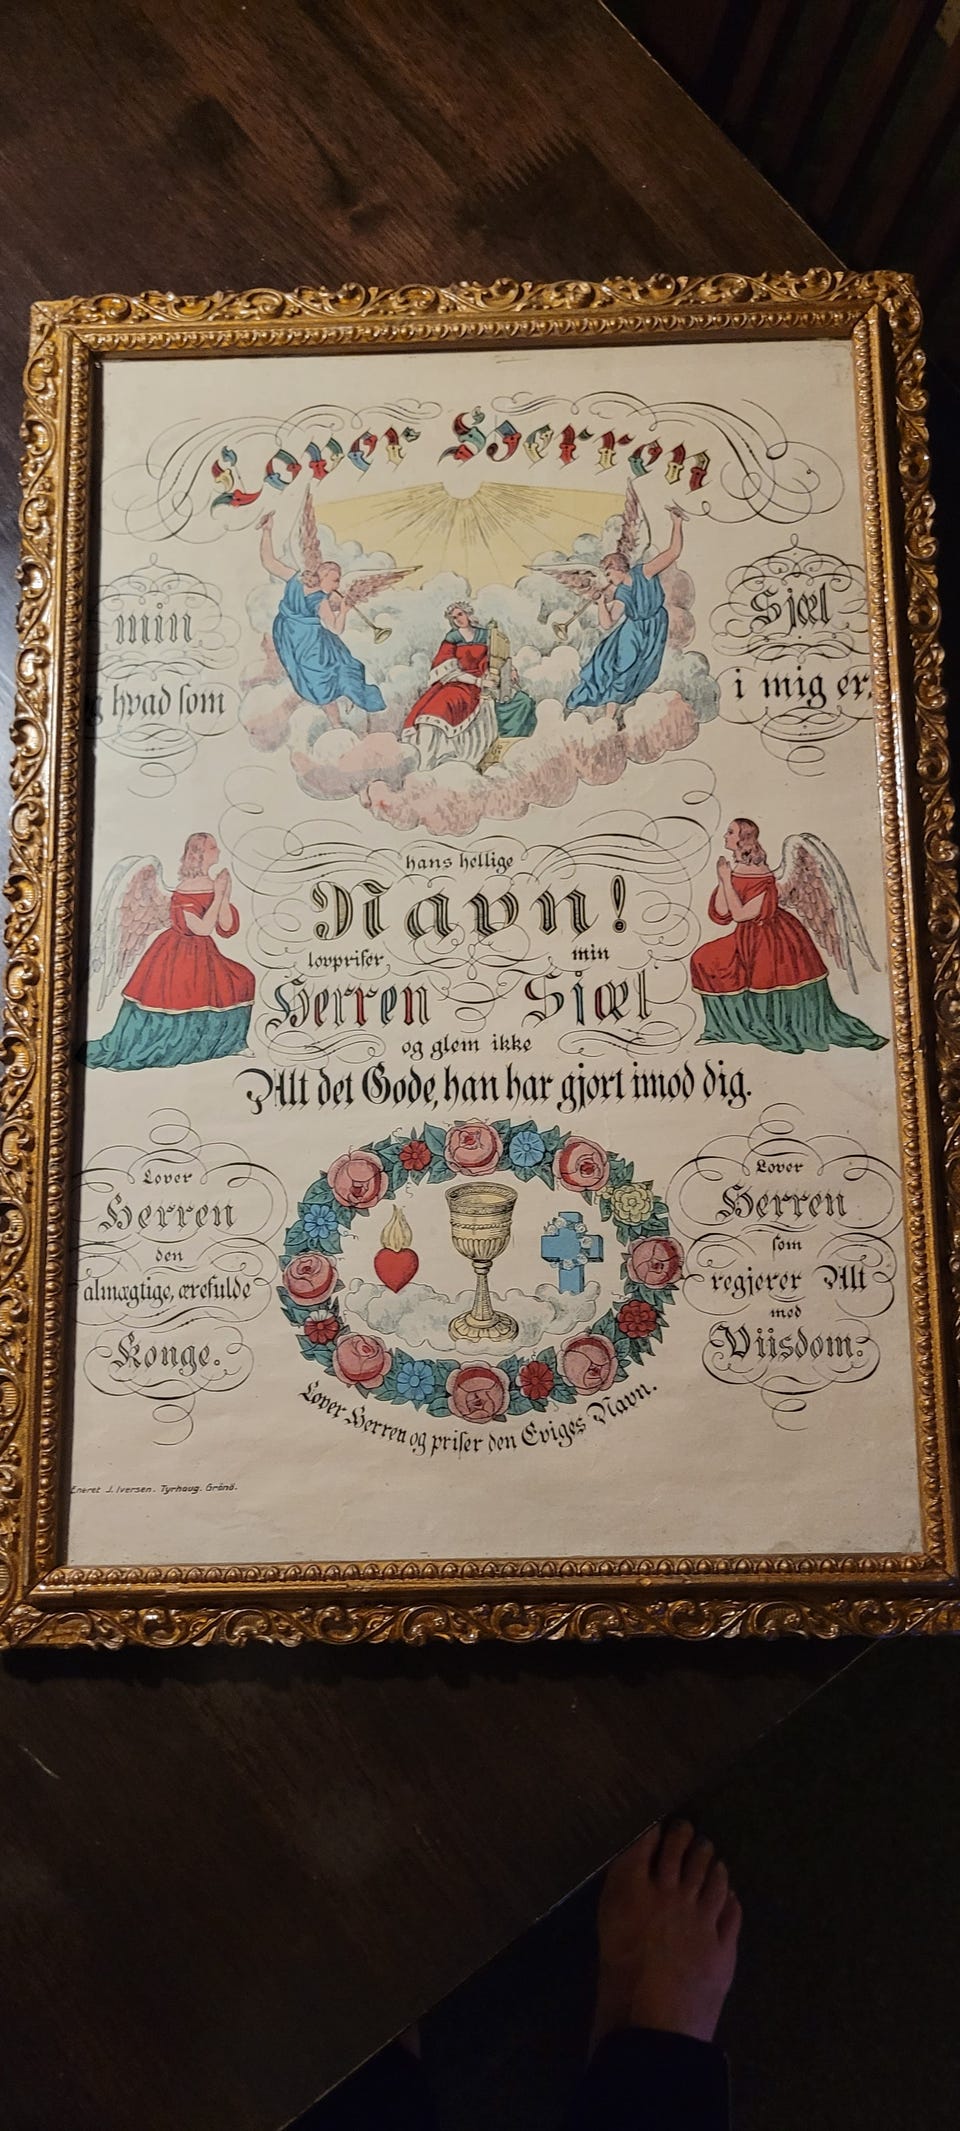 Lover Herren
min Sjæl
g hvad som i mig er,
hans hellige
Navn!
lovpriser min
Herren Sjæl
og glem ikke
Alt det Gode, han har gjort imod dig.
Lover
Herren
den
almægtige, ærefulde
Konge.
Lover
Herren
som
regjerer Alt
med
Viisdom.
Lover Herren og priser den Eviges Navn.
Eneret J. Iversen. Tyrhaug. Grönö.